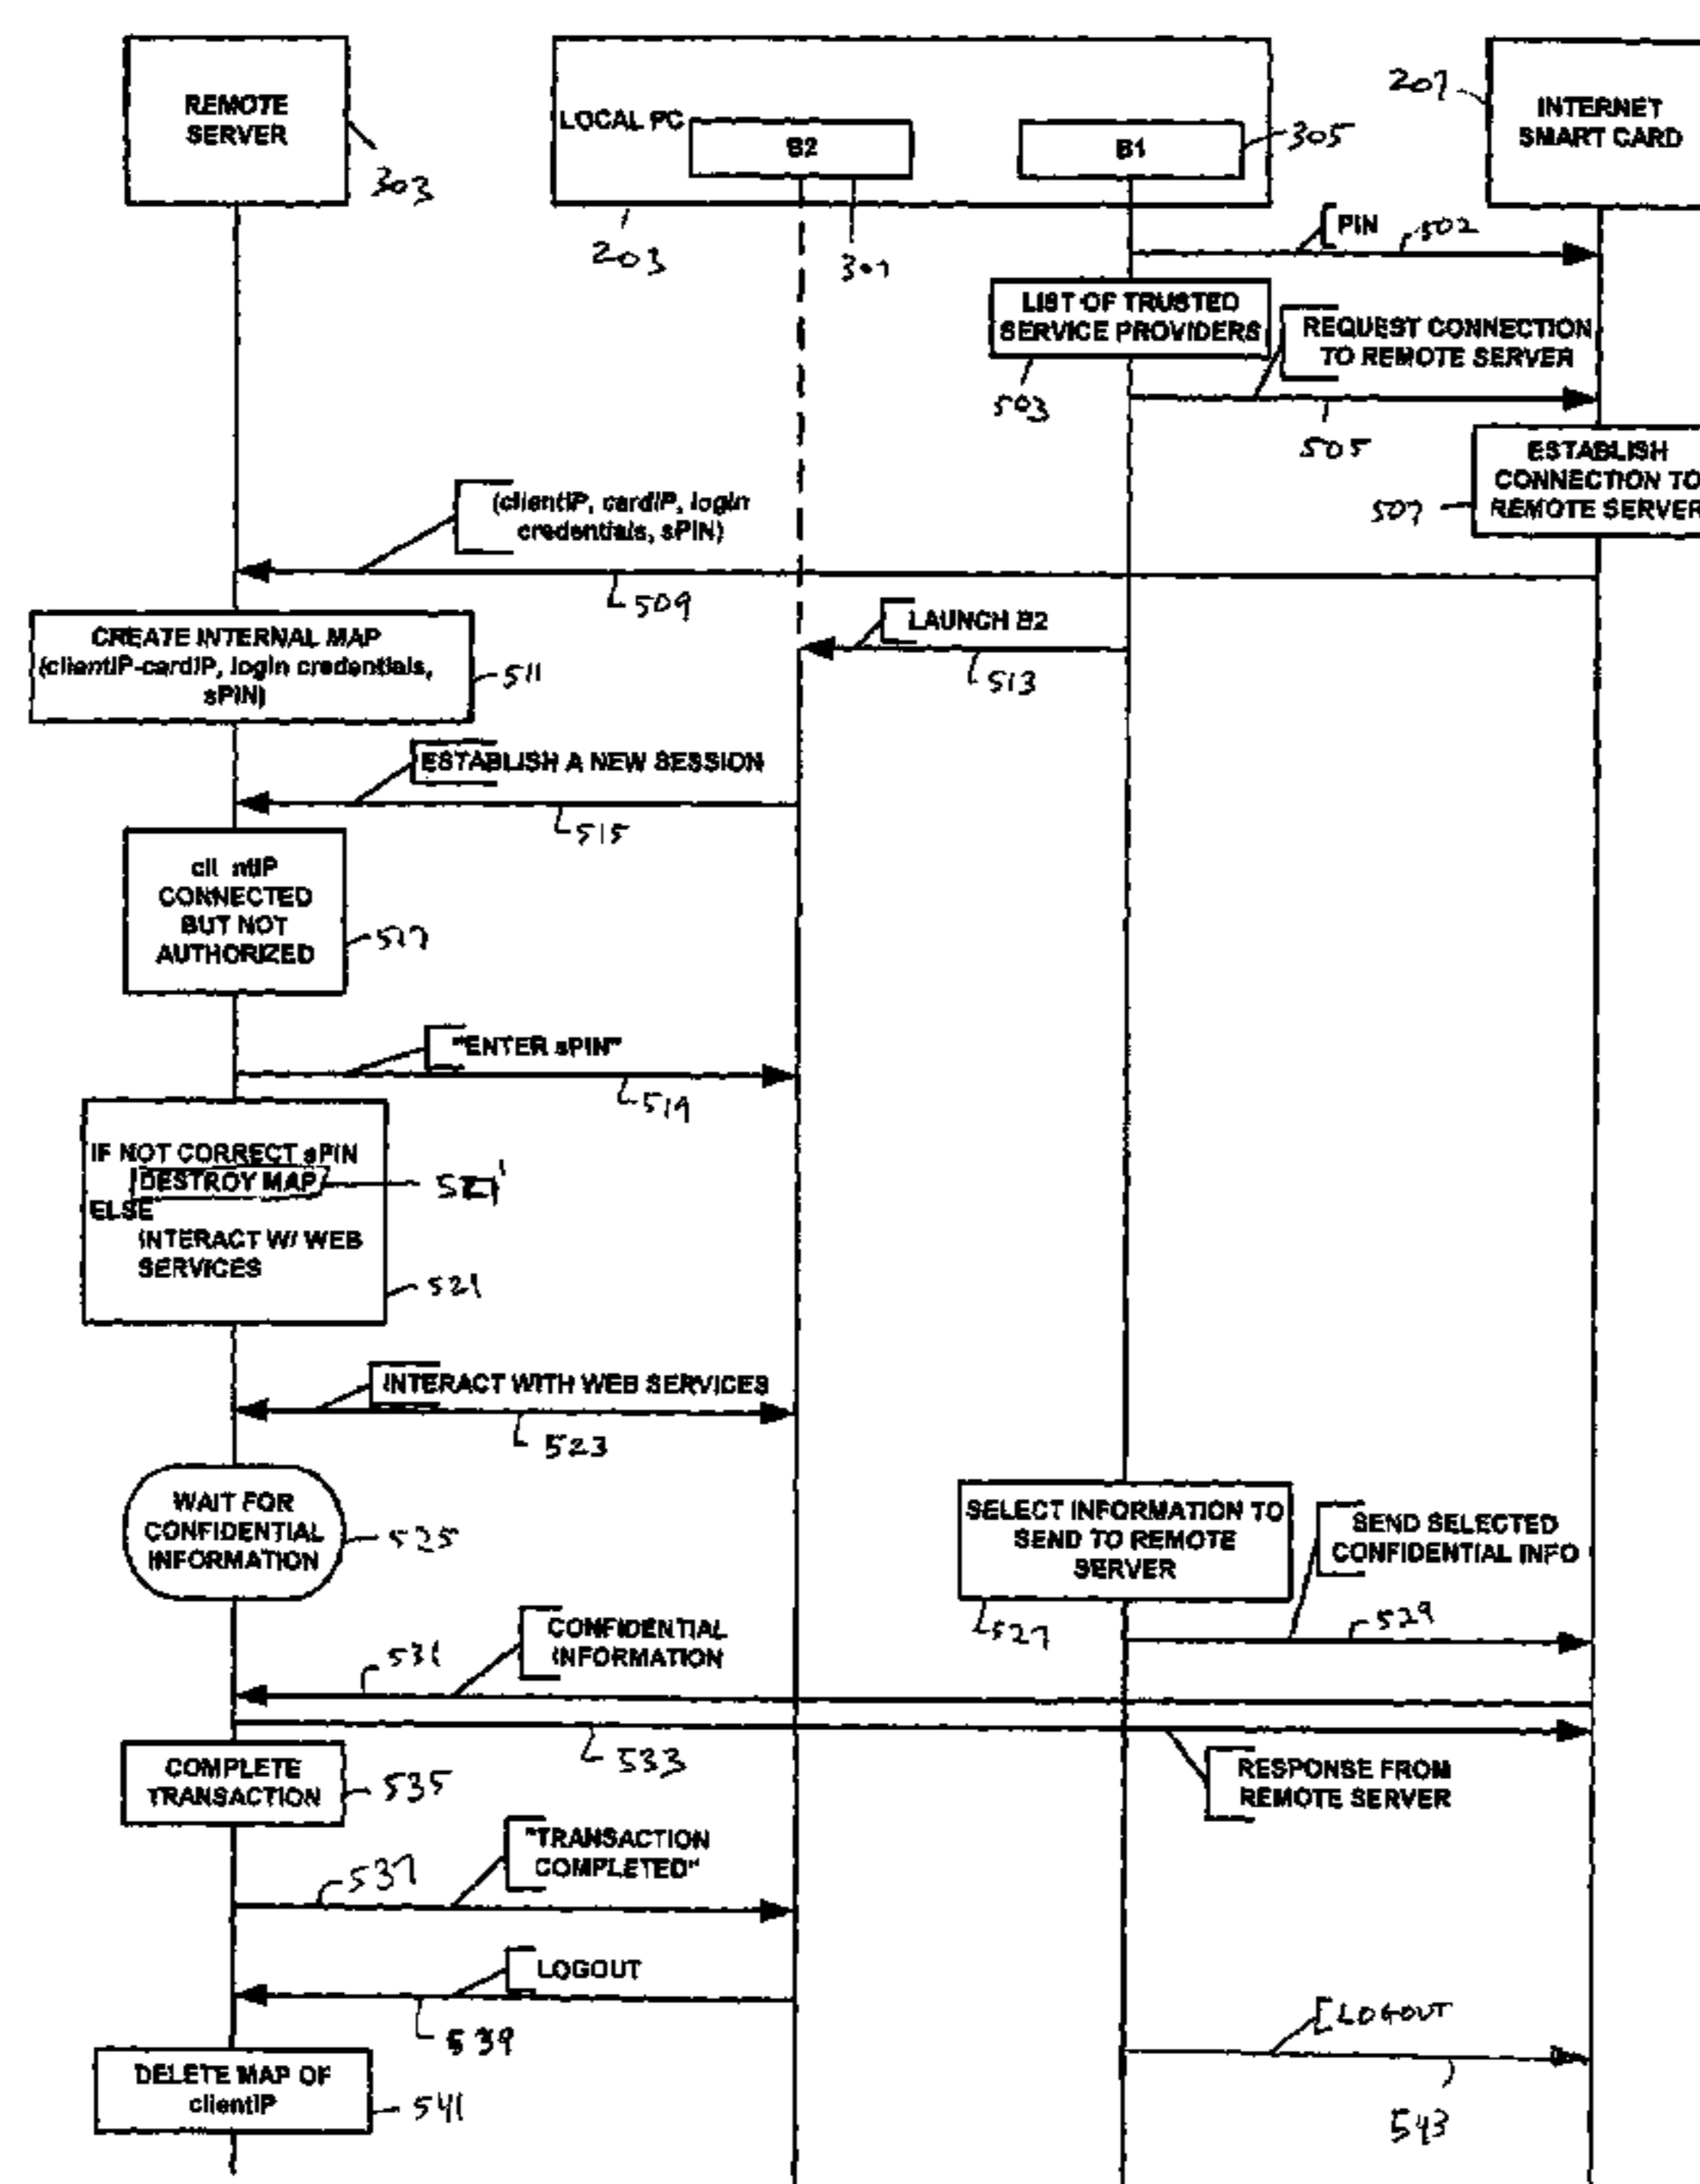 REMOTE
SERVER
303
LOCAL PC
B2
B1
203
307
305
207
INTERNET
SMART CARD
PIN
502
LIST OF TRUSTED
SERVICE PROVIDERS
503
REQUEST CONNECTION
TO REMOTE SERVER
505
ESTABLISH
CONNECTION TO
REMOTE SERVER
507
(clientIP, cardIP, login
credentials, sPIN)
509
CREATE INTERNAL MAP
(clientIP-cardIP, login credentials,
sPIN)
511
LAUNCH B2
513
ESTABLISH A NEW SESSION
515
cli ntIP
CONNECTED
BUT NOT
AUTHORIZED
517
"ENTER sPIN"
519
IF NOT CORRECT sPIN
DESTROY MAP
521'
ELSE
INTERACT W/ WEB
SERVICES
521
INTERACT WITH WEB SERVICES
523
WAIT FOR
CONFIDENTIAL
INFORMATION
525
SELECT INFORMATION TO
SEND TO REMOTE
SERVER
527
SEND SELECTED
CONFIDENTIAL INFO
529
CONFIDENTIAL
INFORMATION
531
533
RESPONSE FROM
REMOTE SERVER
COMPLETE
TRANSACTION
535
"TRANSACTION
COMPLETED"
537
LOGOUT
539
LOGOUT
543
DELETE MAP OF
clientIP
541